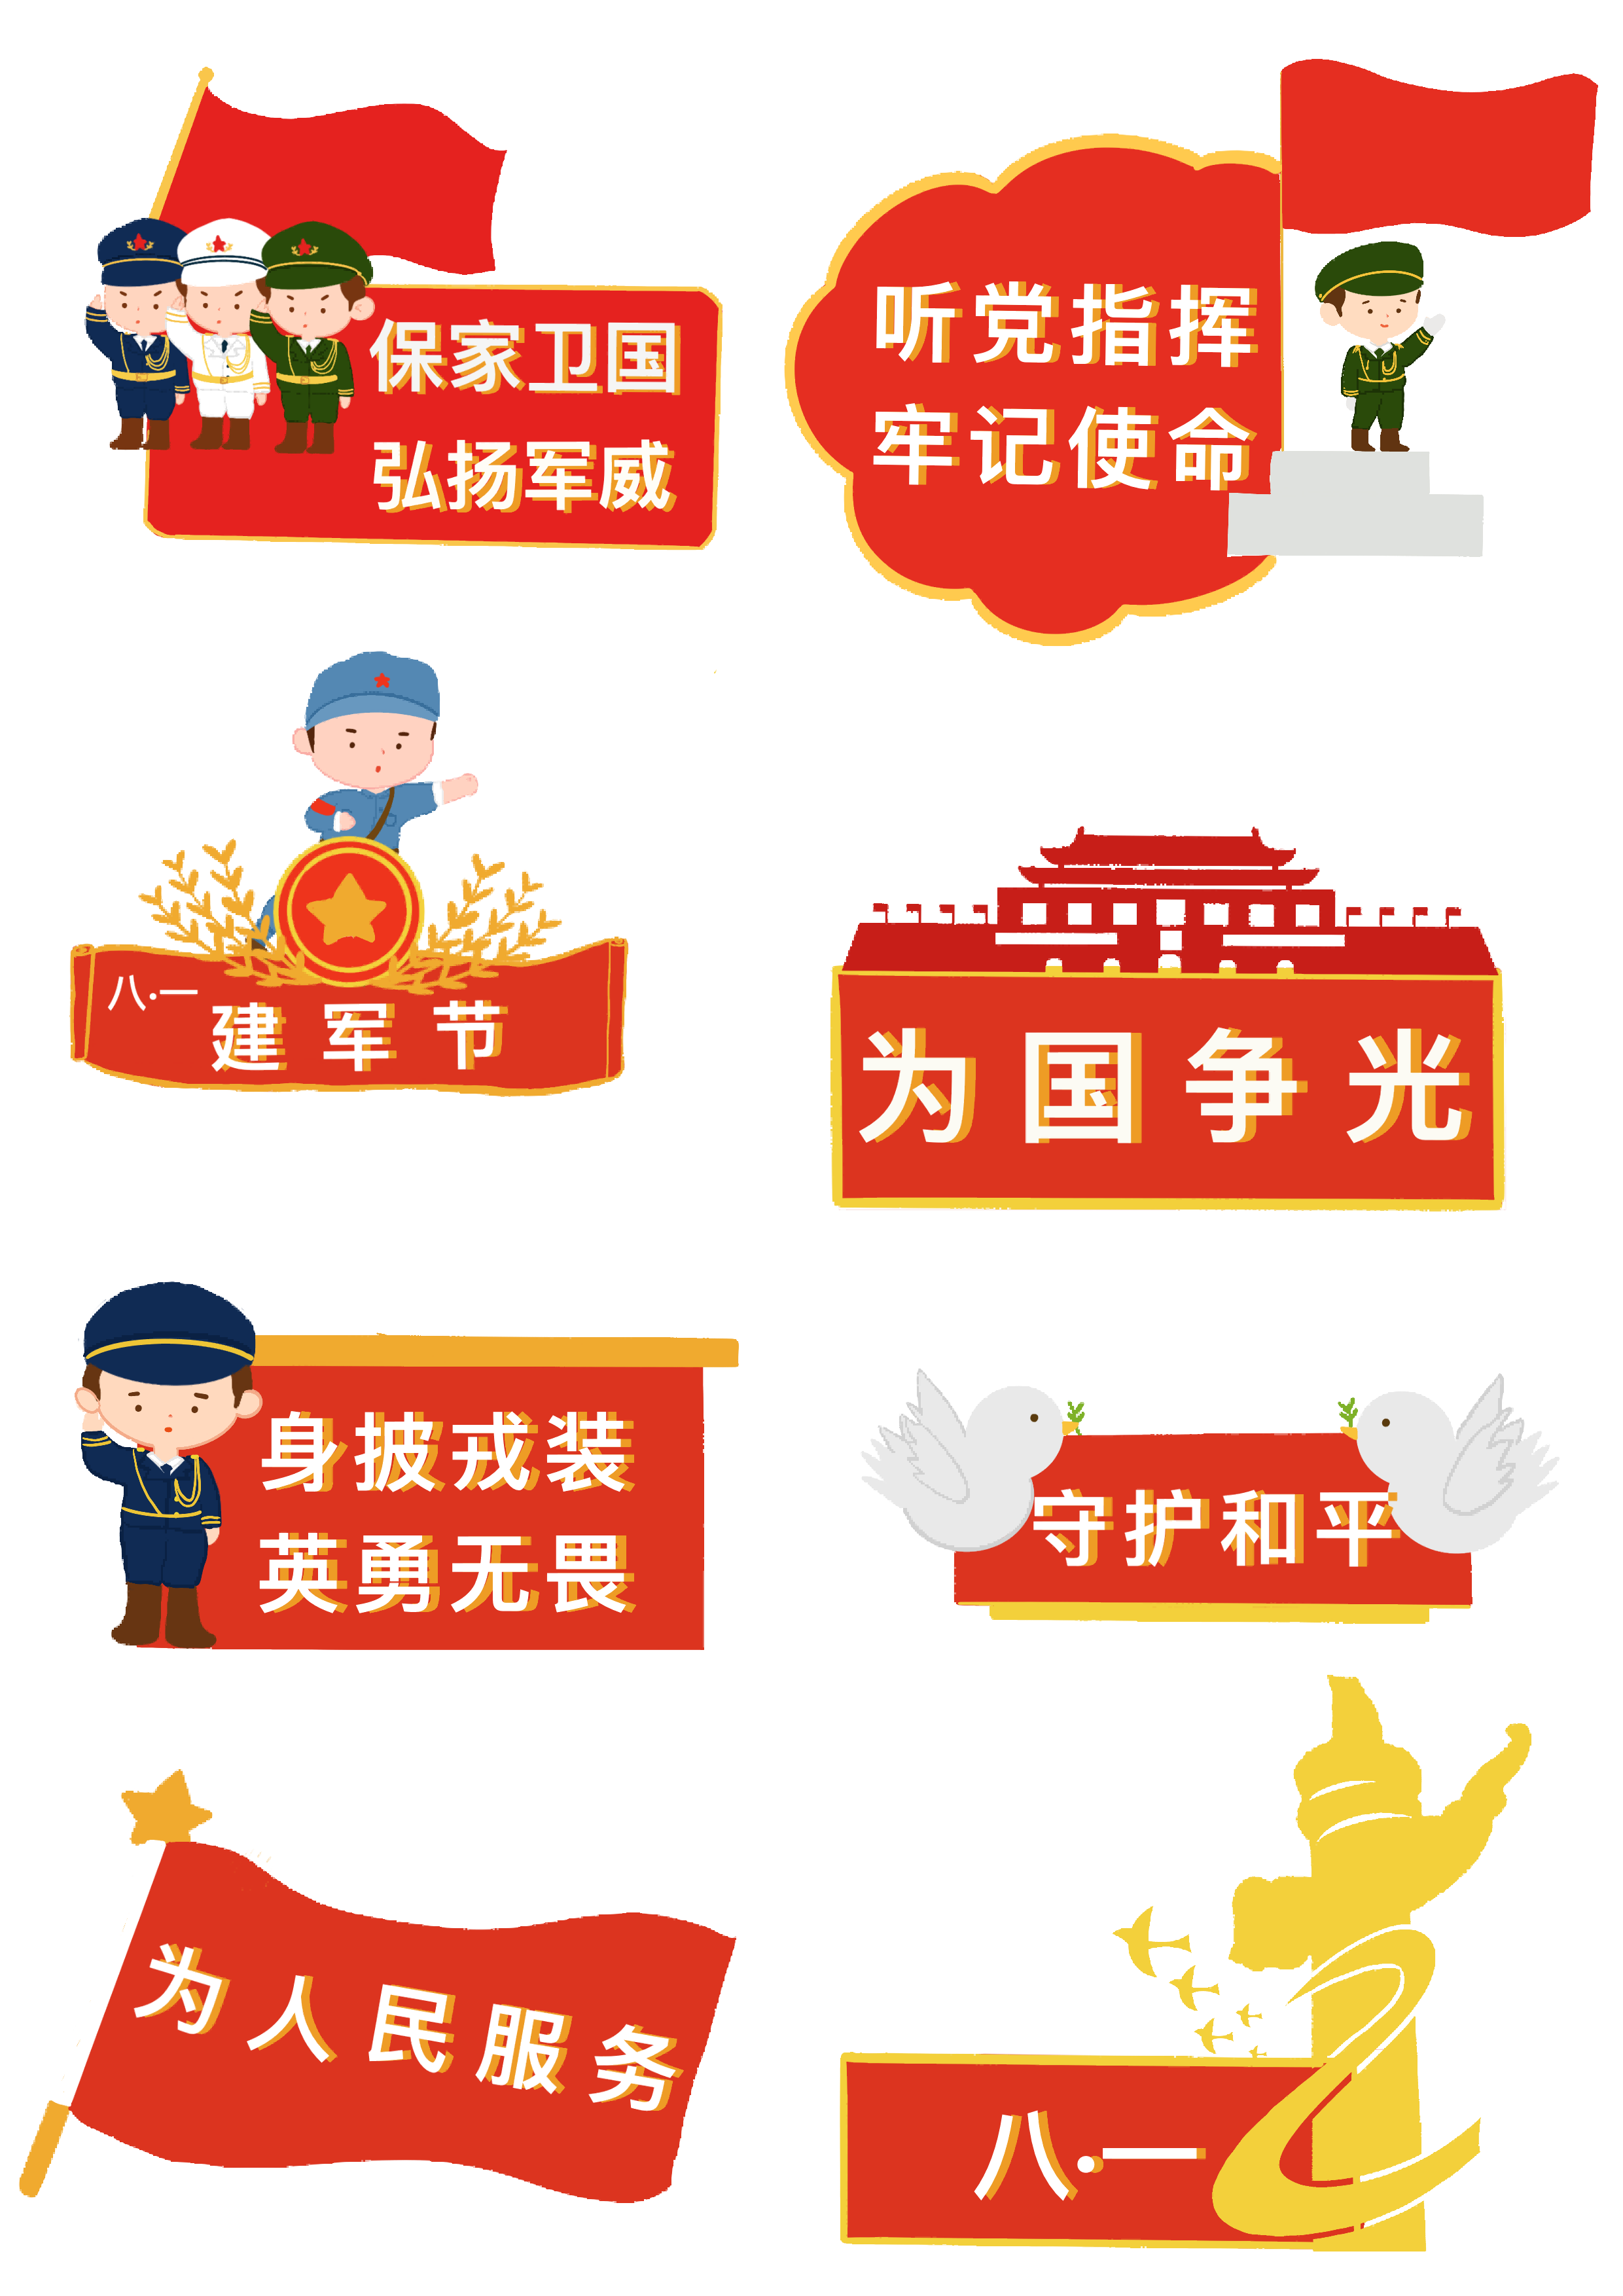 保家卫国
弘扬军威
听党指挥
牢记使命
八·一
建军节
为国争光
身披戎装
英勇无畏
守护和平
为人民服务
八·一